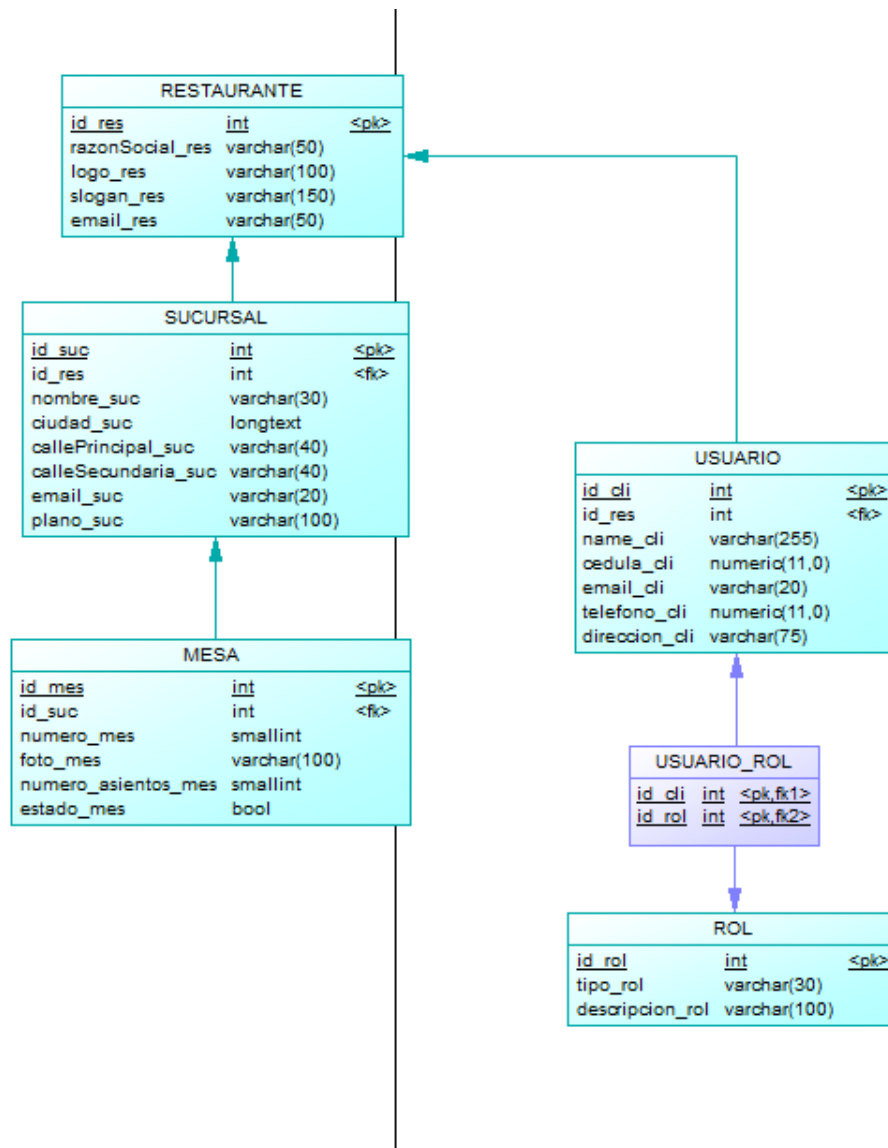 RESTAURANTE
id_res int <pk>
razonSocial_res varchar(50)
logo_res varchar(100)
slogan_res varchar(150)
email_res varchar(50)
SUCURSAL
id_suc int <pk>
id_res int <fk>
nombre_suc varchar(30)
ciudad_suc longtext
callePrincipal_suc varchar(40)
calleSecundaria_suc varchar(40)
email_suc varchar(20)
plano_suc varchar(100)
MESA
id_mes int <pk>
id_suc int <fk>
numero_mes smallint
foto_mes varchar(100)
numero_asientos_mes smallint
estado_mes bool
USUARIO
id_cli int <pk>
id_res int <fk>
name_cli varchar(255)
cedula_cli numeric(11,0)
email_cli varchar(20)
telefono_cli numeric(11,0)
direccion_cli varchar(75)
USUARIO_ROL
id_cli int <pk,fk1>
id_rol int <pk,fk2>
ROL
id_rol int <pk>
tipo_rol varchar(30)
descripcion_rol varchar(100)